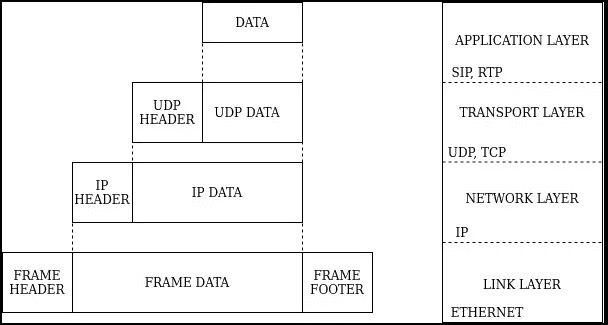 DATA
APPLICATION LAYER
SIP, RTP
UDP
HEADER
UDP DATA
TRANSPORT LAYER
UDP, TCP
IP
HEADER
IP DATA
NETWORK LAYER
IP
FRAME
HEADER
FRAME DATA
FRAME
FOOTER
LINK LAYER
ETHERNET